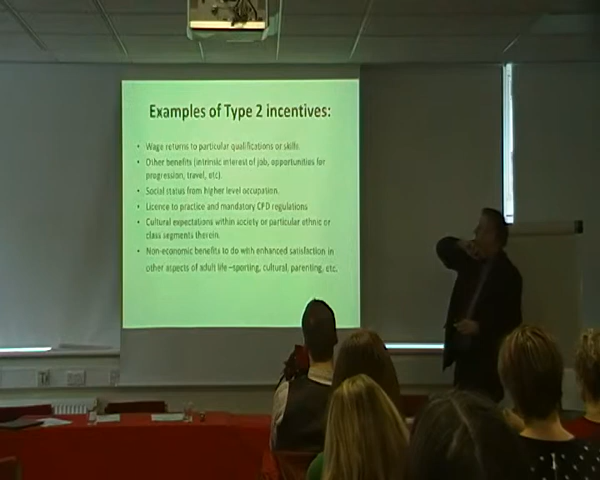 Examples of Type 2 incentives:
• Wage returns to particular qualifications or skills.
• Other benefits (intrinsic interest of job, opportunities for
progression, travel, etc).
• Social status from higher level occupation.
• Licence to practice and mandatory CPD regulations
• Cultural expectations within society or particular ethnic or
class segments therein.
• Non-economic benefits to do with enhanced satisfaction in
other aspects of adult life –sporting, cultural, parenting, etc.